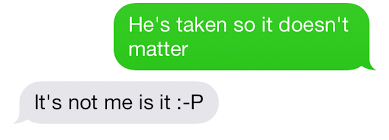 He's taken so it doesn't
matter
It's not me is it :-P